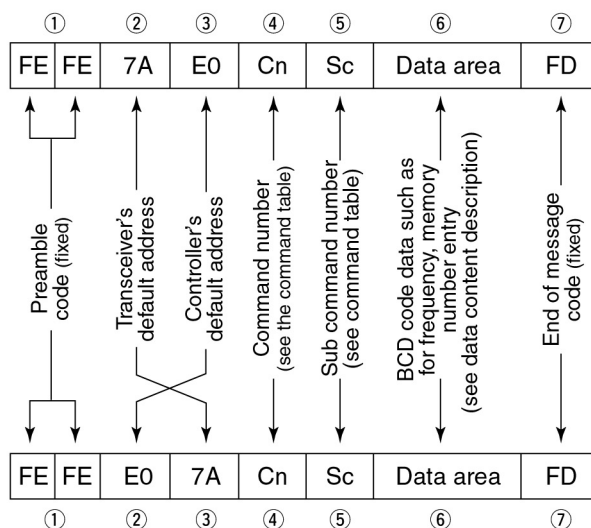 ① ② ③ ④ ⑤ ⑥ ⑦
FE FE 7A E0 Cn Sc Data area FD
Preamble
code (fixed)
Transceiver's
default address
Controller's
default address
Command number
(see the command table)
Sub command number
(see command table)
BCD code data such as
for frequency, memory
number entry
(see data content description)
End of message
code (fixed)
FE FE E0 7A Cn Sc Data area FD
① ② ③ ④ ⑤ ⑥ ⑦